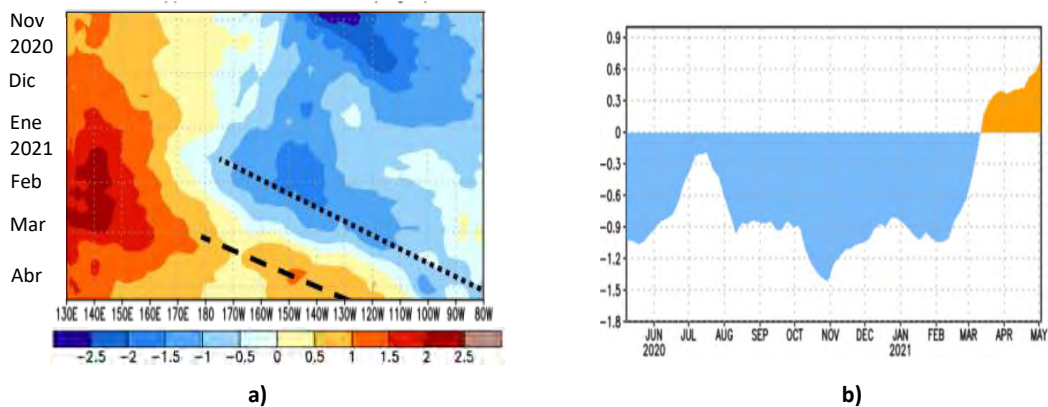 Nov
2020
Dic
Ene
2021
Feb
Mar
Abr
130E 140E 150E 160E 170E 180 170W 160W 150W 140W 130W 120W 110W 100W 90W 80W
-2.5 -2 -1.5 -1 -0.5 0 0.5 1 1.5 2 2.5
a)
0.9
0.6
0.3
0
-0.3
-0.6
-0.9
-1.2
-1.5
-1.8
JUN JUL AUG SEP OCT NOV DEC JAN FEB MAR APR MAY
2020 2021
b)